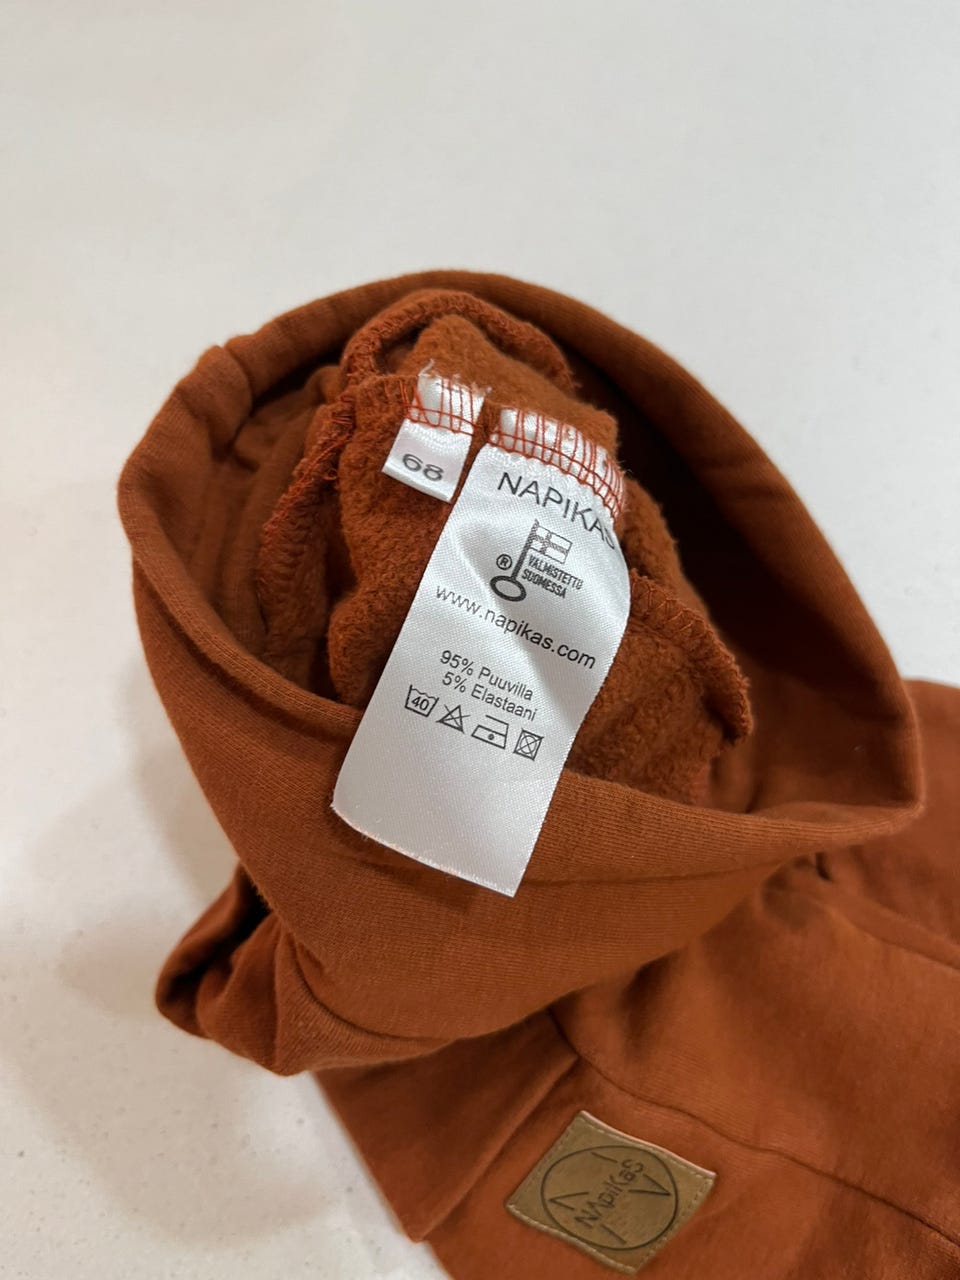 68
NAPIKAS
®
VALMISTETTU
SUOMESSA
www.napikas.com
95% Puuvilla
5% Elastaani
40
NAPIKAS